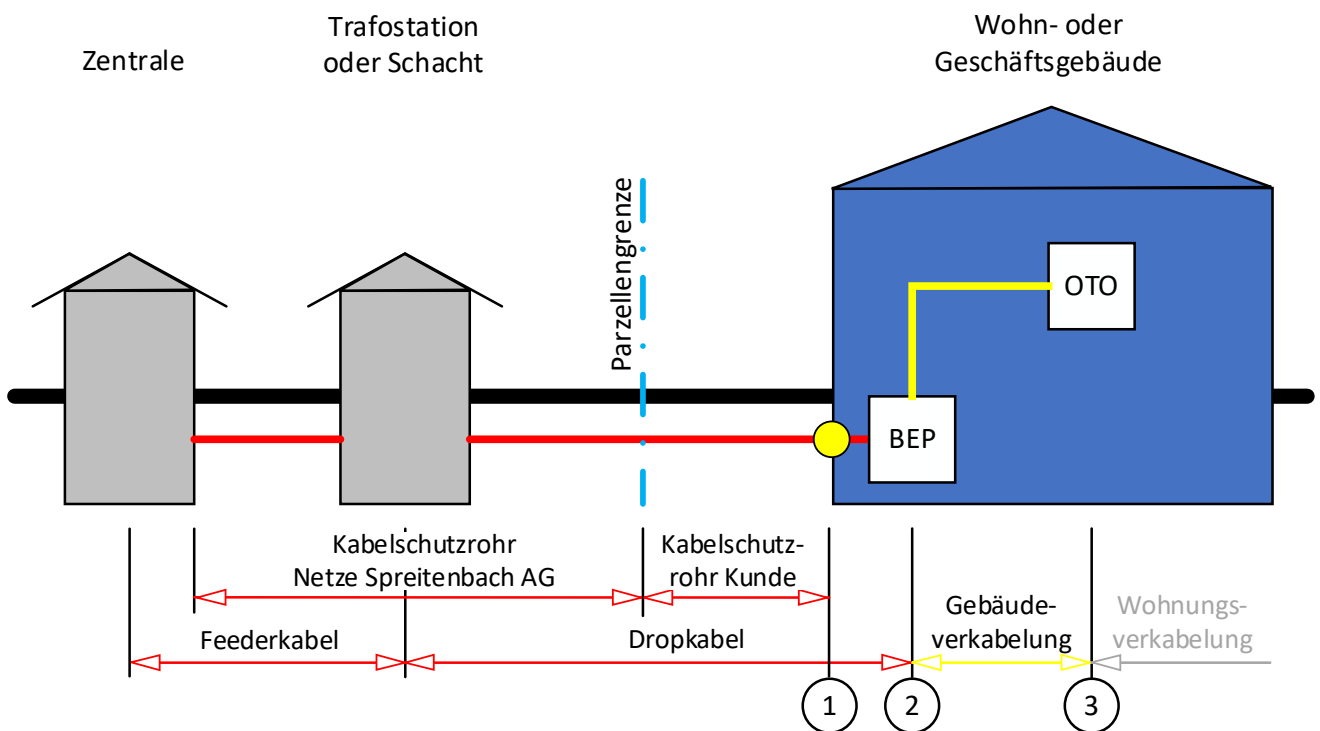 Zentrale
Trafostation
oder Schacht
Wohn- oder
Geschäftsgebäude
Parzellengrenze
OTO
BEP
Kabelschutzrohr
Netze Spreitenbach AG
Kabelschutz-
rohr Kunde
Feederkabel
Dropkabel
Gebäude-
verkabelung
Wohnungs-
verkabelung
1
2
3